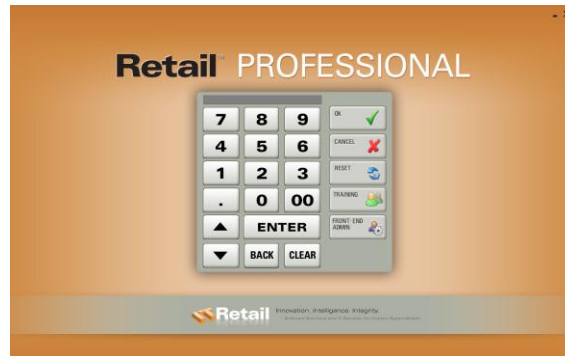 Retail™ PROFESSIONAL
7 8 9 OK
4 5 6 CANCEL
1 2 3 RESET
. 0 00 TRAINING
ENTER FRONT-END
ADMIN
BACK CLEAR
Retail Innovation. Intelligence. Integrity.